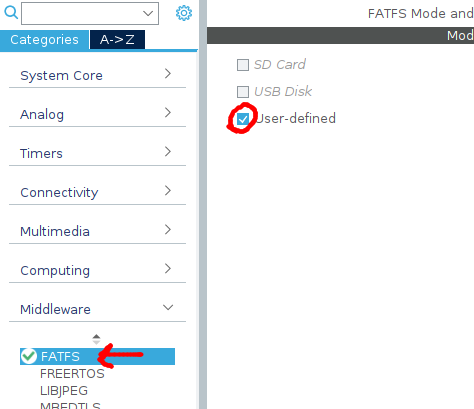 FATFS Mode and
Categories A->Z
Mod
System Core
SD Card
USB Disk
Analog
User-defined
Timers
Connectivity
Multimedia
Computing
Middleware
FATFS
FREERTOS
LIBJPEG
MBEDTLS